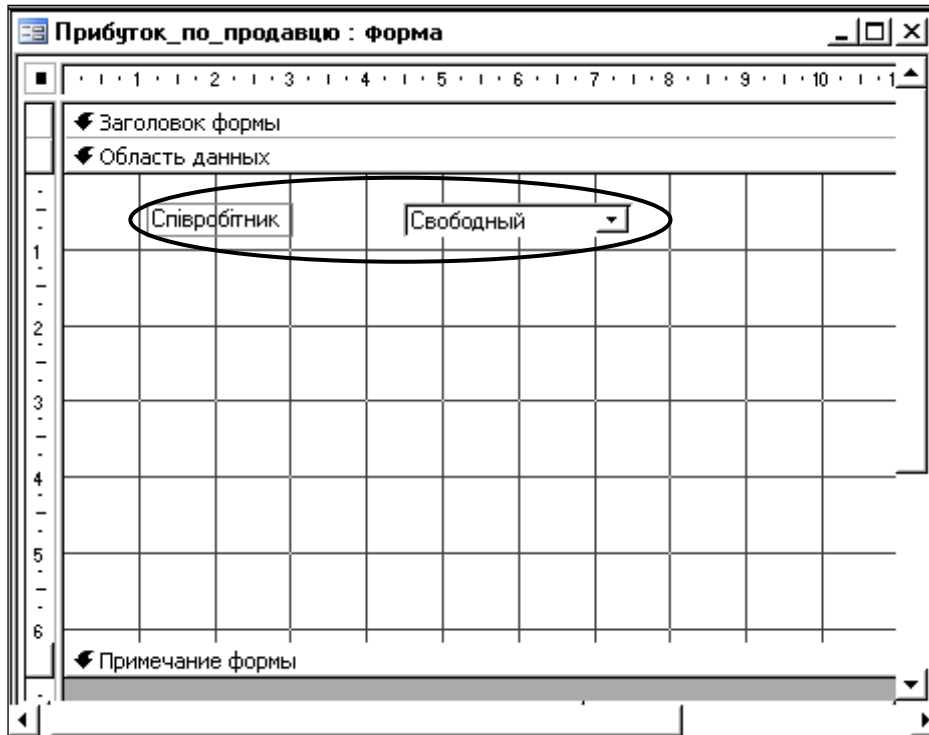 Прибуток_по_продавцю : форма
1 2 3 4 5 6 7 8 9 10 1
Заголовок формы
Область данных
Співробітник Свободный
1
2
3
4
5
6
Примечание формы